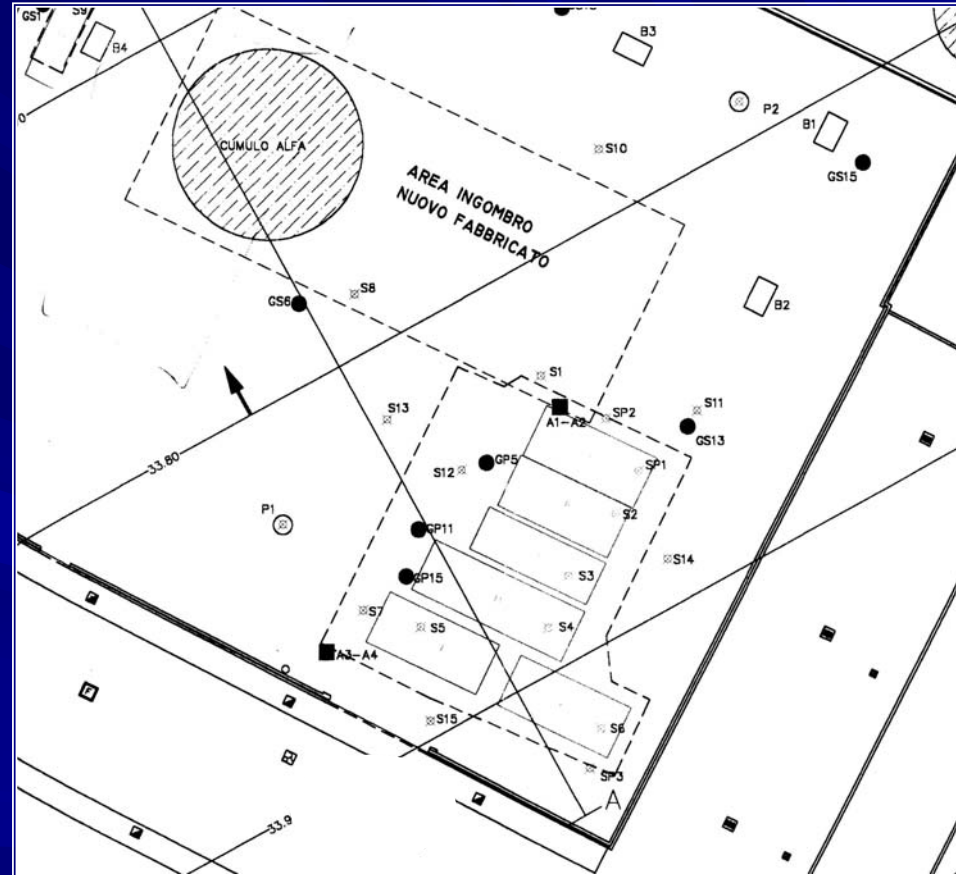 GS1
S9
B4
B3
P2
B1
GS15
S10
CUMULO ALFA
AREA INGOMBRO
NUOVO FABBRICATO
GS6
S8
B2
S1
S13
A1-A2
SP2
S11
GS13
33.80
S12
GP5
SP1
P1
S2
GP11
S14
GP15
S3
S7
S5
S4
A3-A4
F
S15
S6
SP3
A
33.9